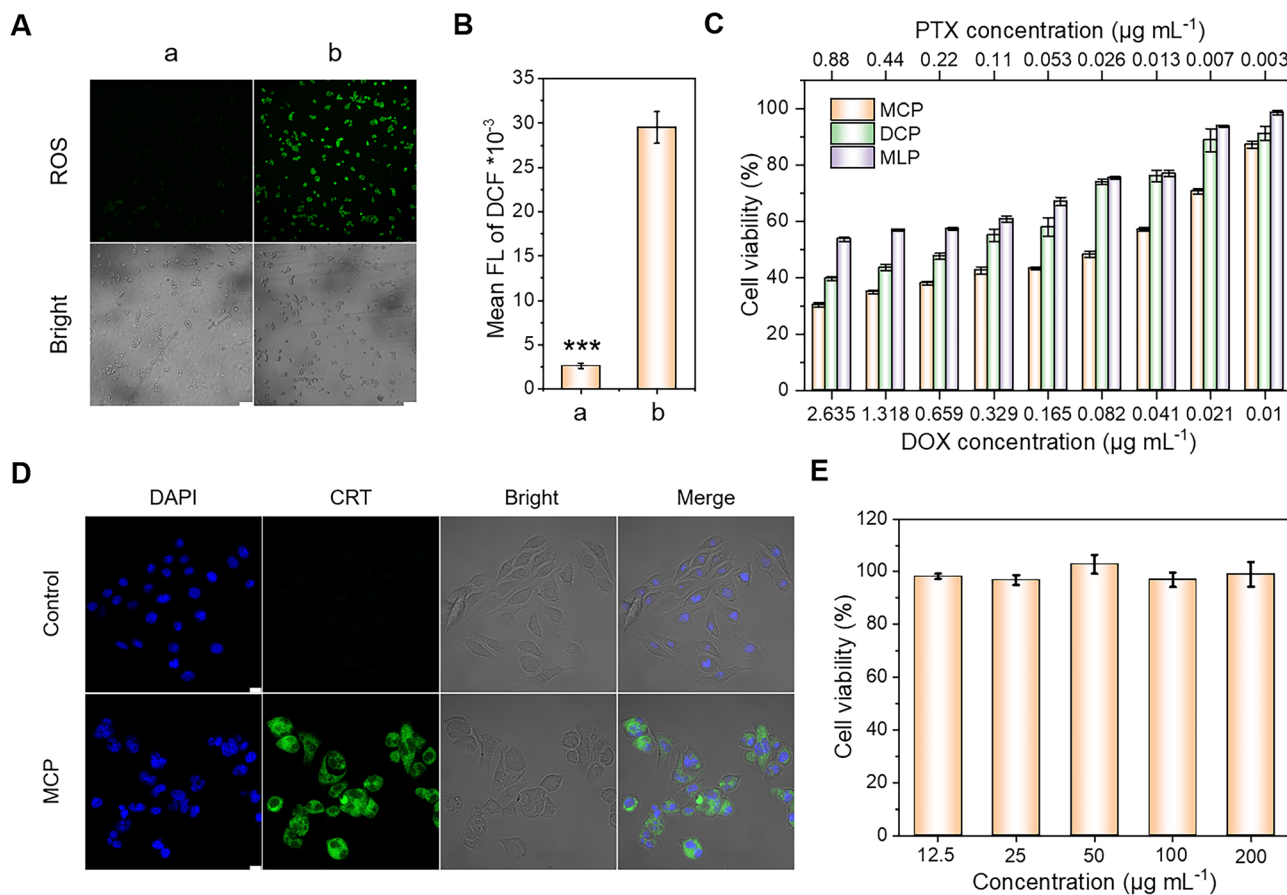 A
a
b
ROS
Bright
B
Mean FL of DCF *10-3
35
30
25
20
15
10
5
0
***
a
b
C
PTX concentration (µg mL-1)
0.88 0.44 0.22 0.11 0.053 0.026 0.013 0.007 0.003
MCP
DCP
MLP
Cell viability (%)
100
80
60
40
20
0
2.635 1.318 0.659 0.329 0.165 0.082 0.041 0.021 0.01
DOX concentration (µg mL-1)
D
DAPI CRT Bright Merge
Control
MCP
E
Cell viability (%)
120
100
80
60
40
20
0
12.5 25 50 100 200
Concentration (µg mL-1)